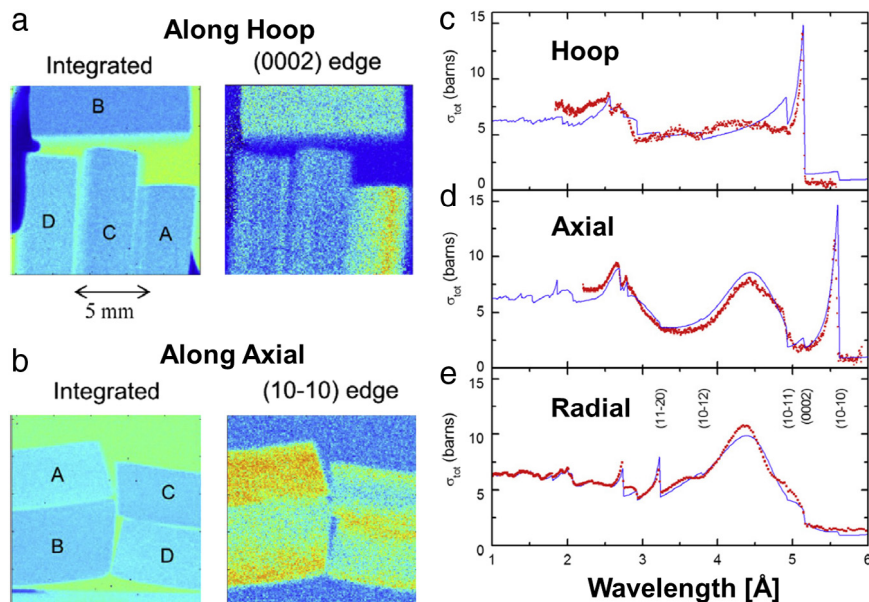 a
Along Hoop
Integrated
(0002) edge
B
D
C
A
5 mm
b
Along Axial
Integrated
(10-10) edge
A
C
B
D
c
Hoop
σtot (barns)
15
10
5
0
d
Axial
σtot (barns)
15
10
5
0
e
Radial
σtot (barns)
15
10
5
0
(11-20)
(10-12)
(10-11)
(0002)
(10-10)
1 2 3 4 5 6
Wavelength [Å]